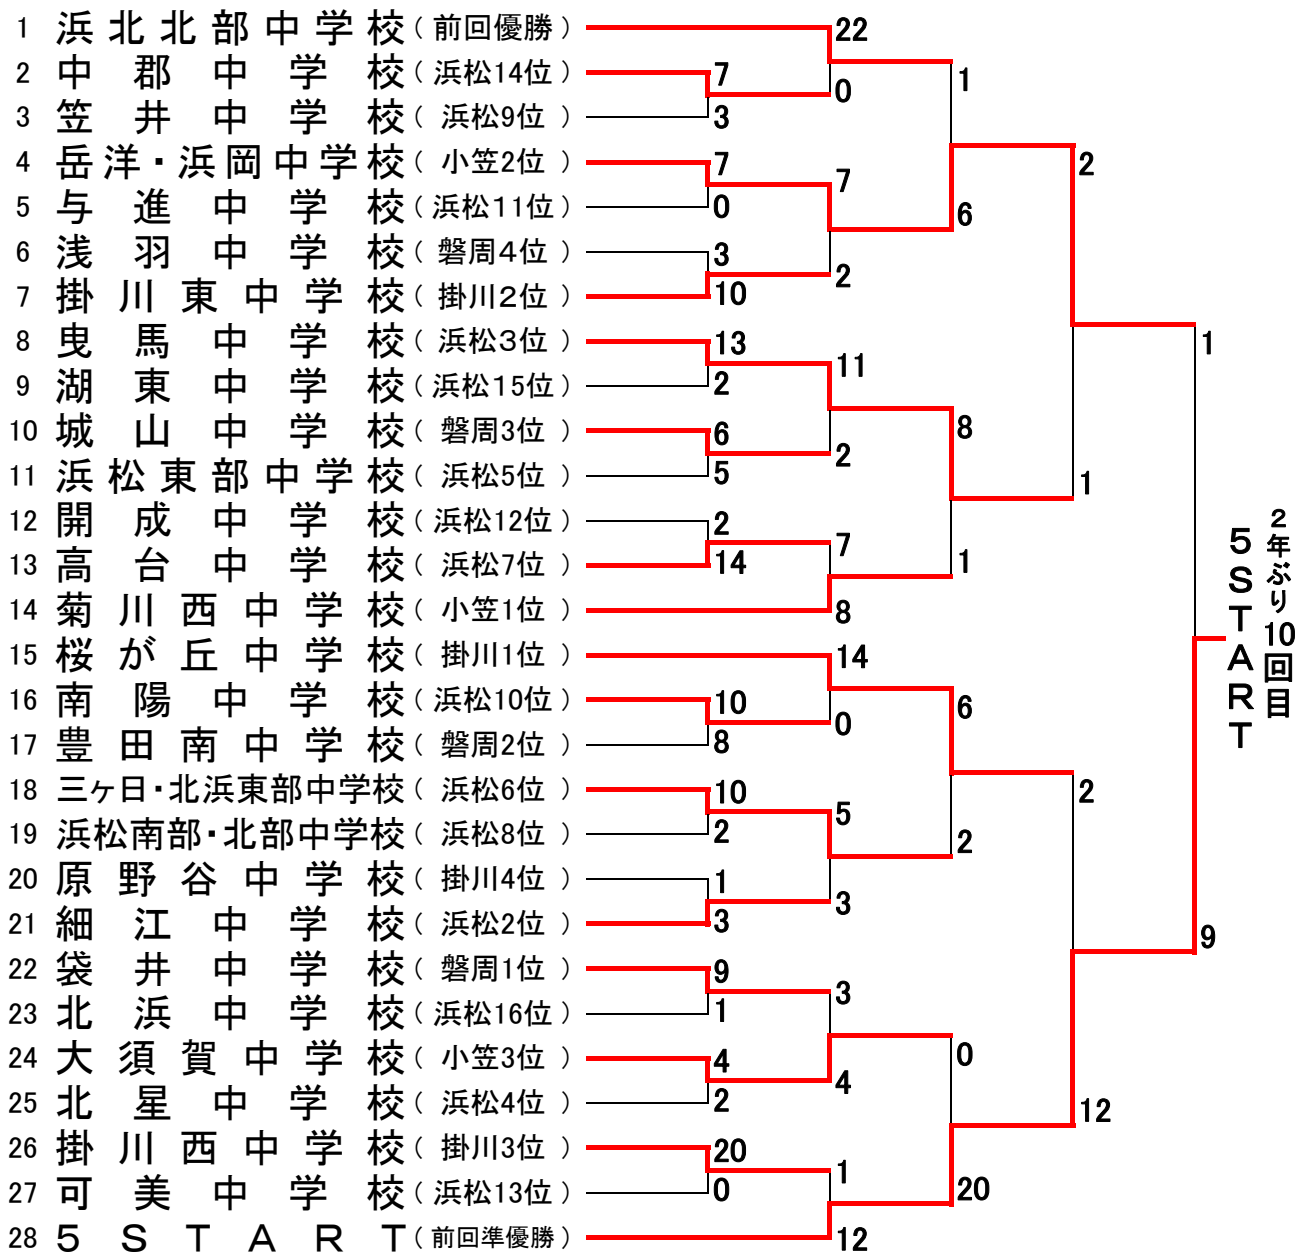 1 浜北北部中学校 (前回優勝)
2 中郡中学校 (浜松14位)
3 笠井中学校 (浜松9位)
4 岳洋・浜岡中学校 (小笠2位)
5 与進中学校 (浜松11位)
6 浅羽中学校 (磐周4位)
7 掛川東中学校 (掛川2位)
8 曳馬中学校 (浜松3位)
9 湖東中学校 (浜松15位)
10 城山中学校 (磐周3位)
11 浜松東部中学校 (浜松5位)
12 開成中学校 (浜松12位)
13 高台中学校 (浜松7位)
14 菊川西中学校 (小笠1位)
15 桜が丘中学校 (掛川1位)
16 南陽中学校 (浜松10位)
17 豊田南中学校 (磐周2位)
18 三ヶ日・北浜東部中学校 (浜松6位)
19 浜松南部・北部中学校 (浜松8位)
20 原野谷中学校 (掛川4位)
21 細江中学校 (浜松2位)
22 袋井中学校 (磐周1位)
23 北浜中学校 (浜松16位)
24 大須賀中学校 (小笠3位)
25 北星中学校 (浜松4位)
26 掛川西中学校 (掛川3位)
27 可美中学校 (浜松13位)
28 5START (前回準優勝)
7
3
7
0
3
10
13
2
6
5
2
14
10
8
10
2
1
3
9
1
4
2
20
0
22
0
7
2
11
2
7
8
14
0
5
3
3
4
1
12
1
6
8
1
6
2
0
20
2
1
2
12
1
9
5START
2年ぶり10回目